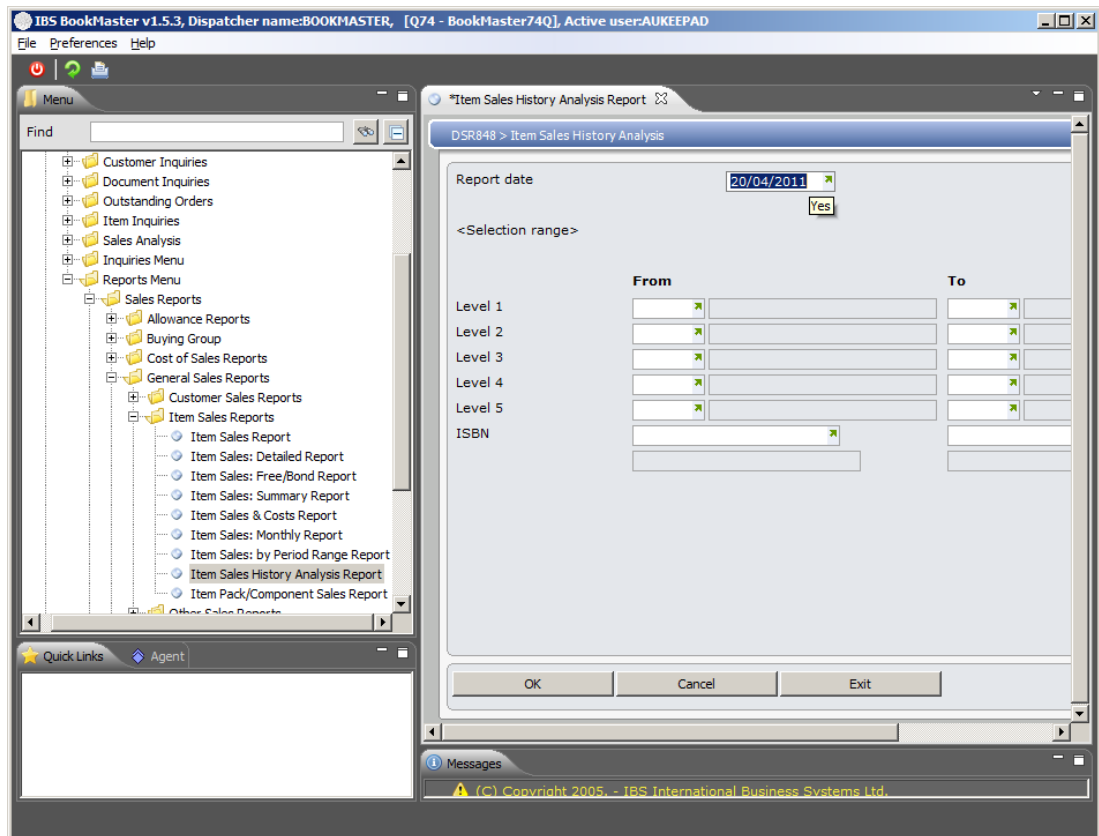 IBS BookMaster v1.5.3, Dispatcher name:BOOKMASTER, [Q74 - BookMaster74Q], Active user:AUKEEPAD
File Preferences Help
Menu
Find
Customer Inquiries
Document Inquiries
Outstanding Orders
Item Inquiries
Sales Analysis
Inquiries Menu
Reports Menu
Sales Reports
Allowance Reports
Buying Group
Cost of Sales Reports
General Sales Reports
Customer Sales Reports
Item Sales Reports
Item Sales Report
Item Sales: Detailed Report
Item Sales: Free/Bond Report
Item Sales: Summary Report
Item Sales & Costs Report
Item Sales: Monthly Report
Item Sales: by Period Range Report
Item Sales History Analysis Report
Item Pack/Component Sales Report
Other Sales Reports
Quick Links Agent
*Item Sales History Analysis Report
DSR848 > Item Sales History Analysis
Report date 20/04/2011
Yes
<Selection range>
From To
Level 1
Level 2
Level 3
Level 4
Level 5
ISBN
OK Cancel Exit
Messages
(C) Copyright 2005. - IBS International Business Systems Ltd.